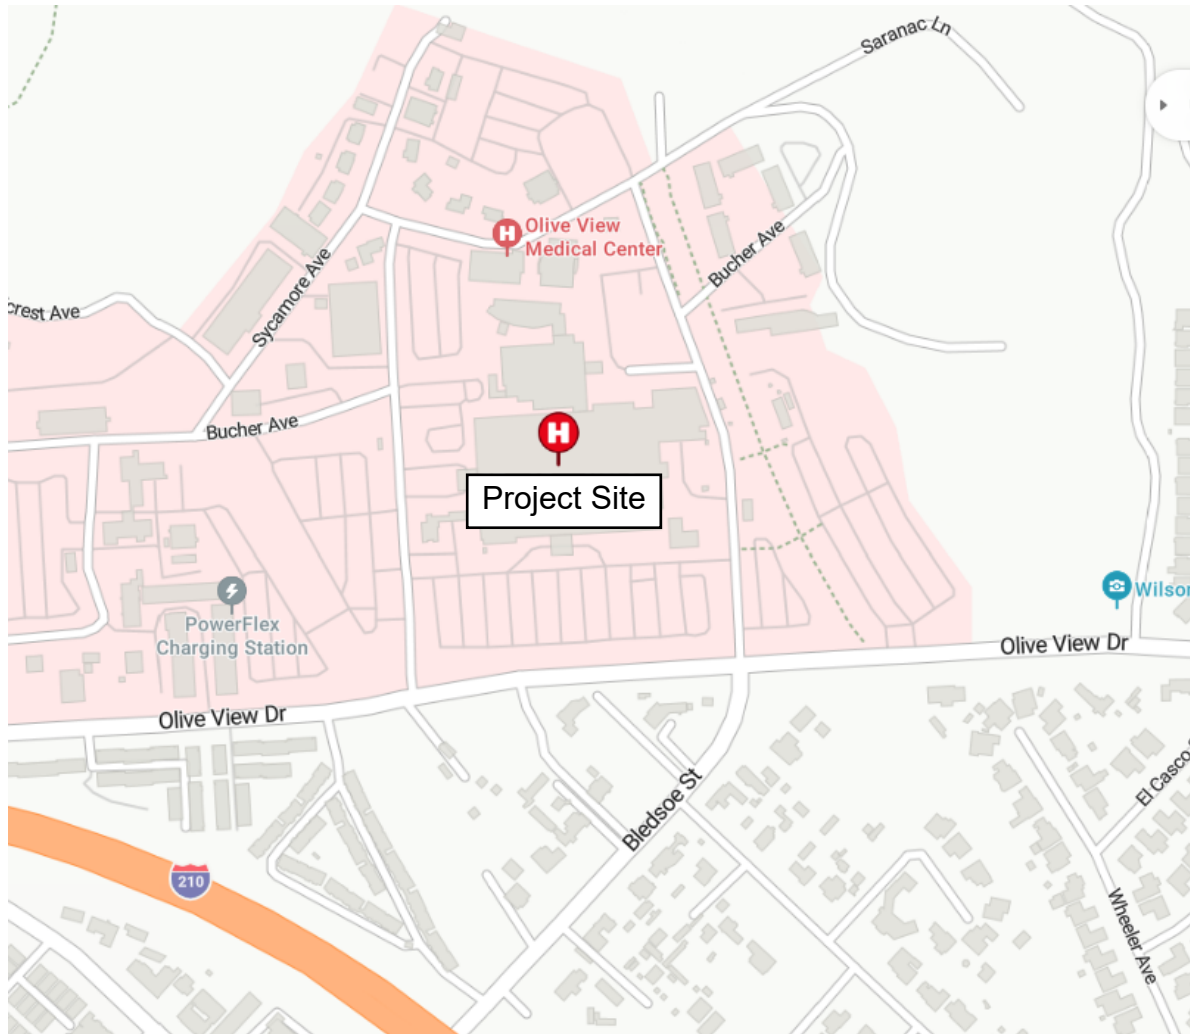 Saranac Ln
Olive View
Medical Center
Bucher Ave
Sycamore Ave
crest Ave
Bucher Ave
H
H
Project Site
PowerFlex
Charging Station
Wilson
Olive View Dr
Olive View Dr
El Casco
Bledsoe St
210
Wheeler Ave